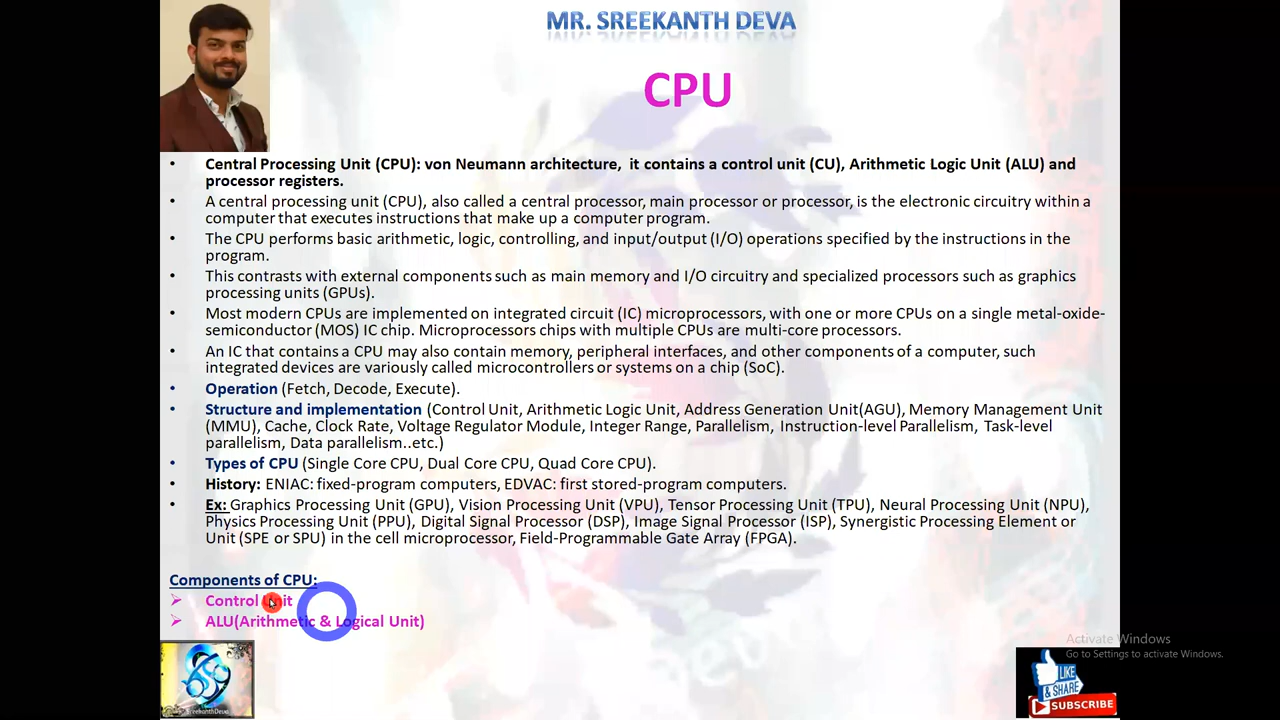 MR. SREEKANTH DEVA
CPU
• Central Processing Unit (CPU): von Neumann architecture, it contains a control unit (CU), Arithmetic Logic Unit (ALU) and
processor registers.
• A central processing unit (CPU), also called a central processor, main processor or processor, is the electronic circuitry within a
computer that executes instructions that make up a computer program.
• The CPU performs basic arithmetic, logic, controlling, and input/output (I/O) operations specified by the instructions in the
program.
• This contrasts with external components such as main memory and I/O circuitry and specialized processors such as graphics
processing units (GPUs).
• Most modern CPUs are implemented on integrated circuit (IC) microprocessors, with one or more CPUs on a single metal-oxide-
semiconductor (MOS) IC chip. Microprocessors chips with multiple CPUs are multi-core processors.
• An IC that contains a CPU may also contain memory, peripheral interfaces, and other components of a computer, such
integrated devices are variously called microcontrollers or systems on a chip (SoC).
• Operation (Fetch, Decode, Execute).
• Structure and implementation (Control Unit, Arithmetic Logic Unit, Address Generation Unit(AGU), Memory Management Unit
(MMU), Cache, Clock Rate, Voltage Regulator Module, Integer Range, Parallelism, Instruction-level Parallelism, Task-level
parallelism, Data parallelism..etc.)
• Types of CPU (Single Core CPU, Dual Core CPU, Quad Core CPU).
• History: ENIAC: fixed-program computers, EDVAC: first stored-program computers.
• Ex: Graphics Processing Unit (GPU), Vision Processing Unit (VPU), Tensor Processing Unit (TPU), Neural Processing Unit (NPU),
Physics Processing Unit (PPU), Digital Signal Processor (DSP), Image Signal Processor (ISP), Synergistic Processing Element or
Unit (SPE or SPU) in the cell microprocessor, Field-Programmable Gate Array (FPGA).
Components of CPU:
➢ Control Unit
➢ ALU(Arithmetic & Logical Unit)
Activate Windows
Go to Settings to activate Windows.
LIKE
& SHARE
SUBSCRIBE
SreekanthDeva